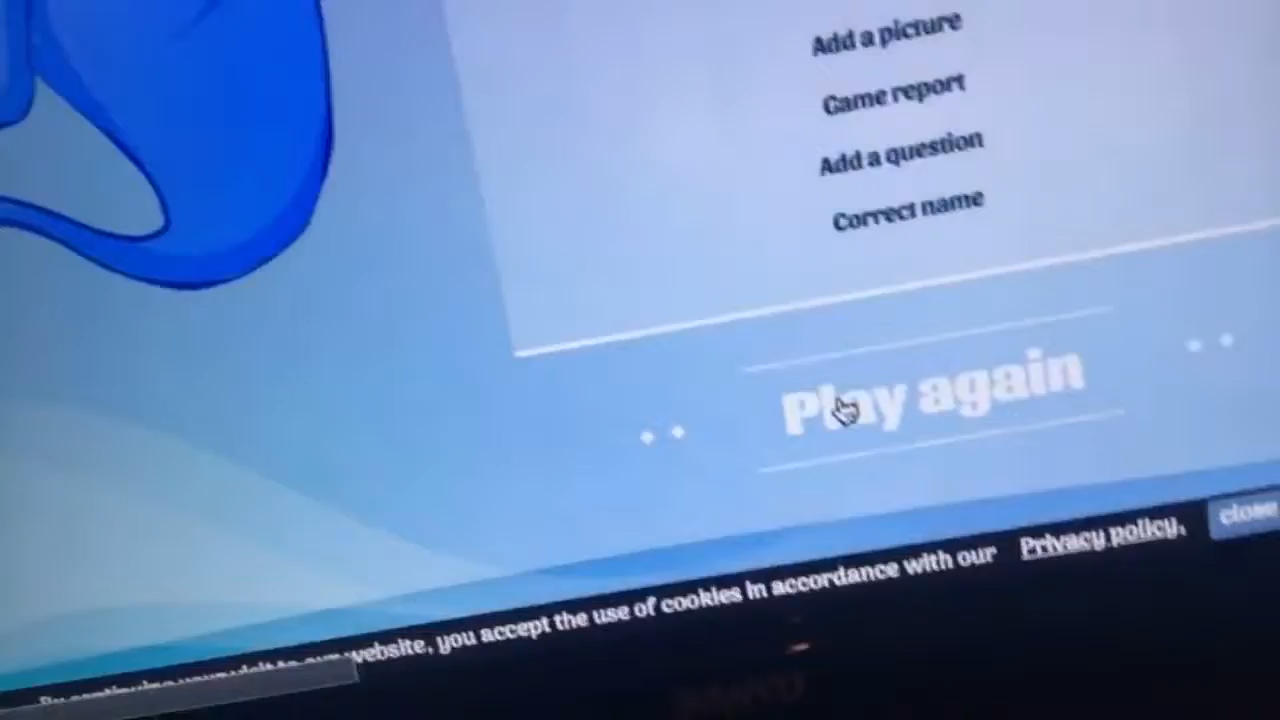 Add a picture
Game report
Add a question
Correct name
Play again
website, you accept the use of cookies in accordance with our Privacy policy. close